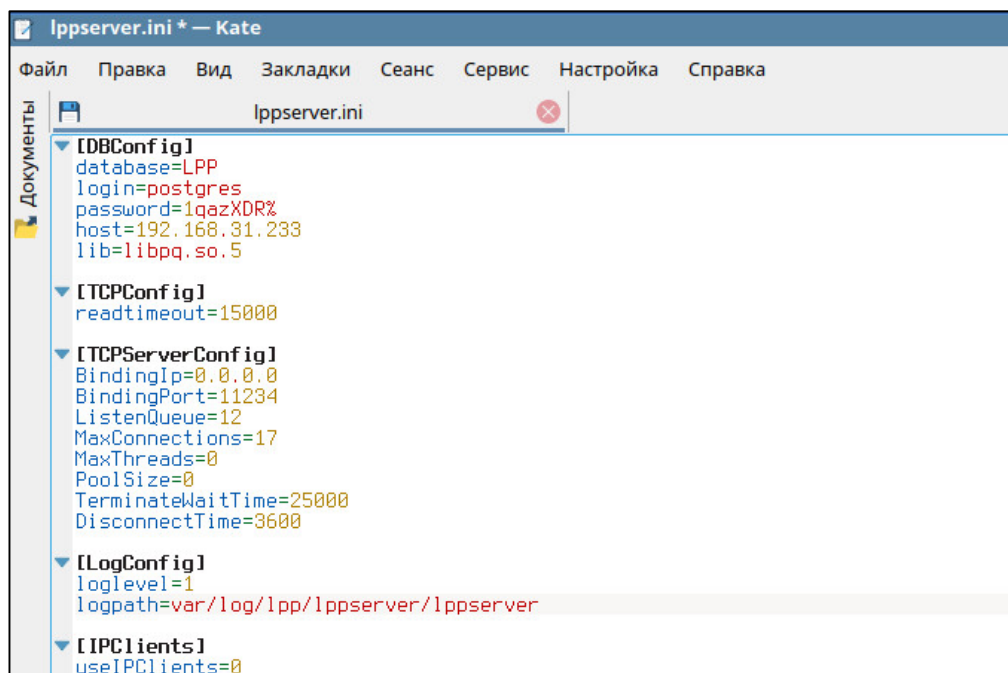 lppserver.ini * — Kate
Файл Правка Вид Закладки Сеанс Сервис Настройка Справка
Документы
lppserver.ini
[DBConfig]
database=LPP
login=postgres
password=1qazXDR%
host=192.168.31.233
lib=libpq.so.5
[TCPConfig]
readtimeout=15000
[TCPServerConfig]
BindingIp=0.0.0.0
BindingPort=11234
ListenQueue=12
MaxConnections=17
MaxThreads=0
PoolSize=0
TerminateWaitTime=25000
DisconnectTime=3600
[LogConfig]
loglevel=1
logpath=var/log/lpp/lppserver/lppserver
[IPClients]
useIPClients=0